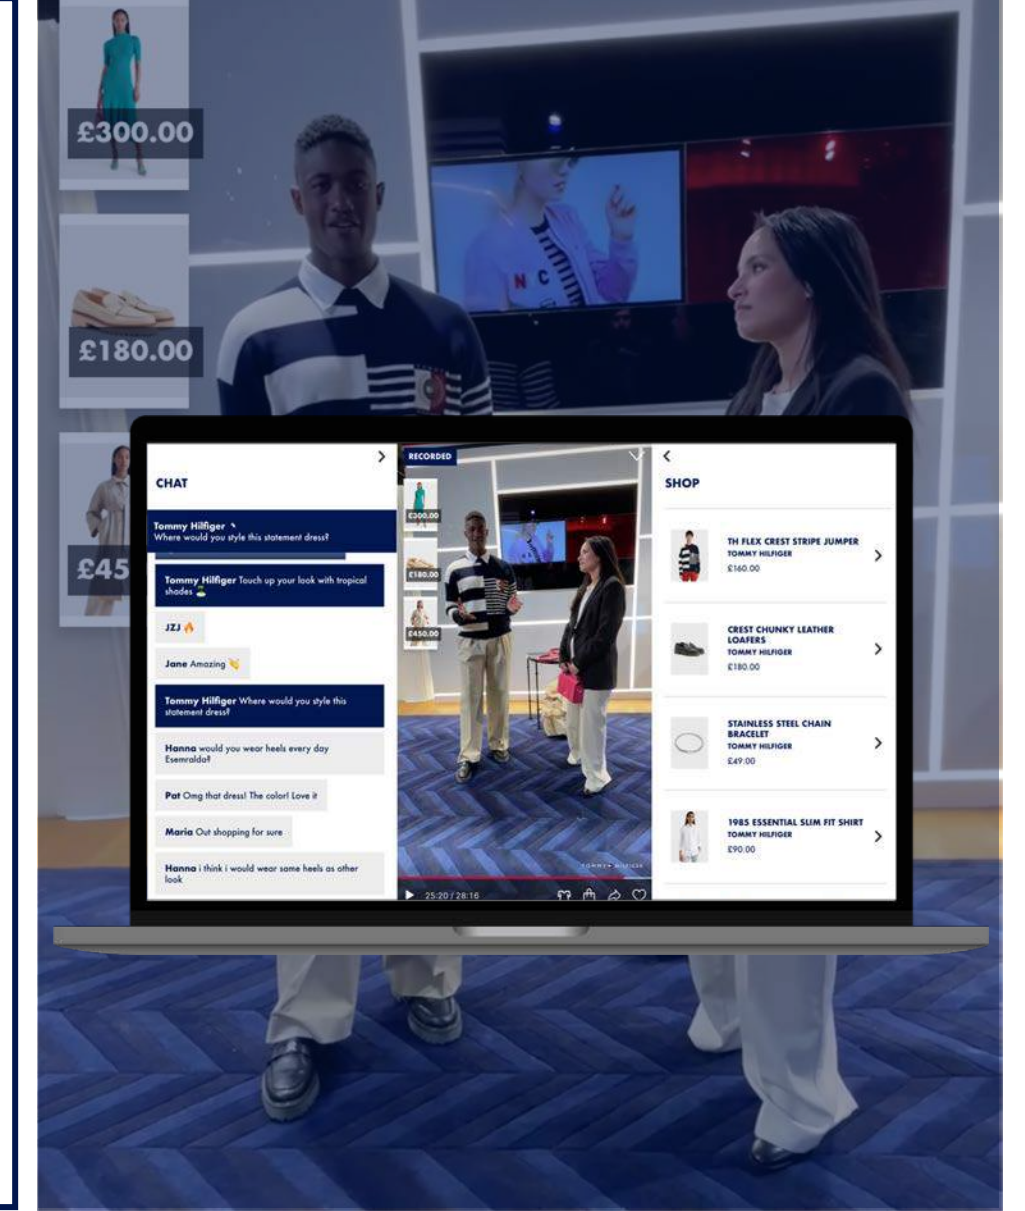 £300.00
£180.00
£45
N C
CHAT
Tommy Hilfiger
Where would you style this statement dress?
Tommy Hilfiger Touch up your look with tropical
shades 🏝️
JZJ 🔥
Jane Amazing 👏
Tommy Hilfiger Where would you style this
statement dress?
Hanna would you wear heels every day
Esemralda?
Pat Omg that dress! The color! Love it
Maria Out shopping for sure
Hanna i think i would wear some heels as other
look
RECORDED
£300.00
£180.00
£450.00
TOMMY HILFIGER
25:20 / 28:16
SHOP
TH FLEX CREST STRIPE JUMPER
TOMMY HILFIGER
£160.00
CREST CHUNKY LEATHER
LOAFERS
TOMMY HILFIGER
£180.00
STAINLESS STEEL CHAIN
BRACELET
TOMMY HILFIGER
£49.00
1985 ESSENTIAL SLIM FIT SHIRT
TOMMY HILFIGER
£90.00